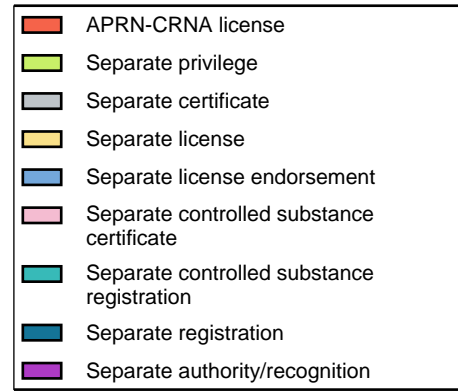 APRN-CRNA license
Separate privilege
Separate certificate
Separate license
Separate license endorsement
Separate controlled substance
certificate
Separate controlled substance
registration
Separate registration
Separate authority/recognition